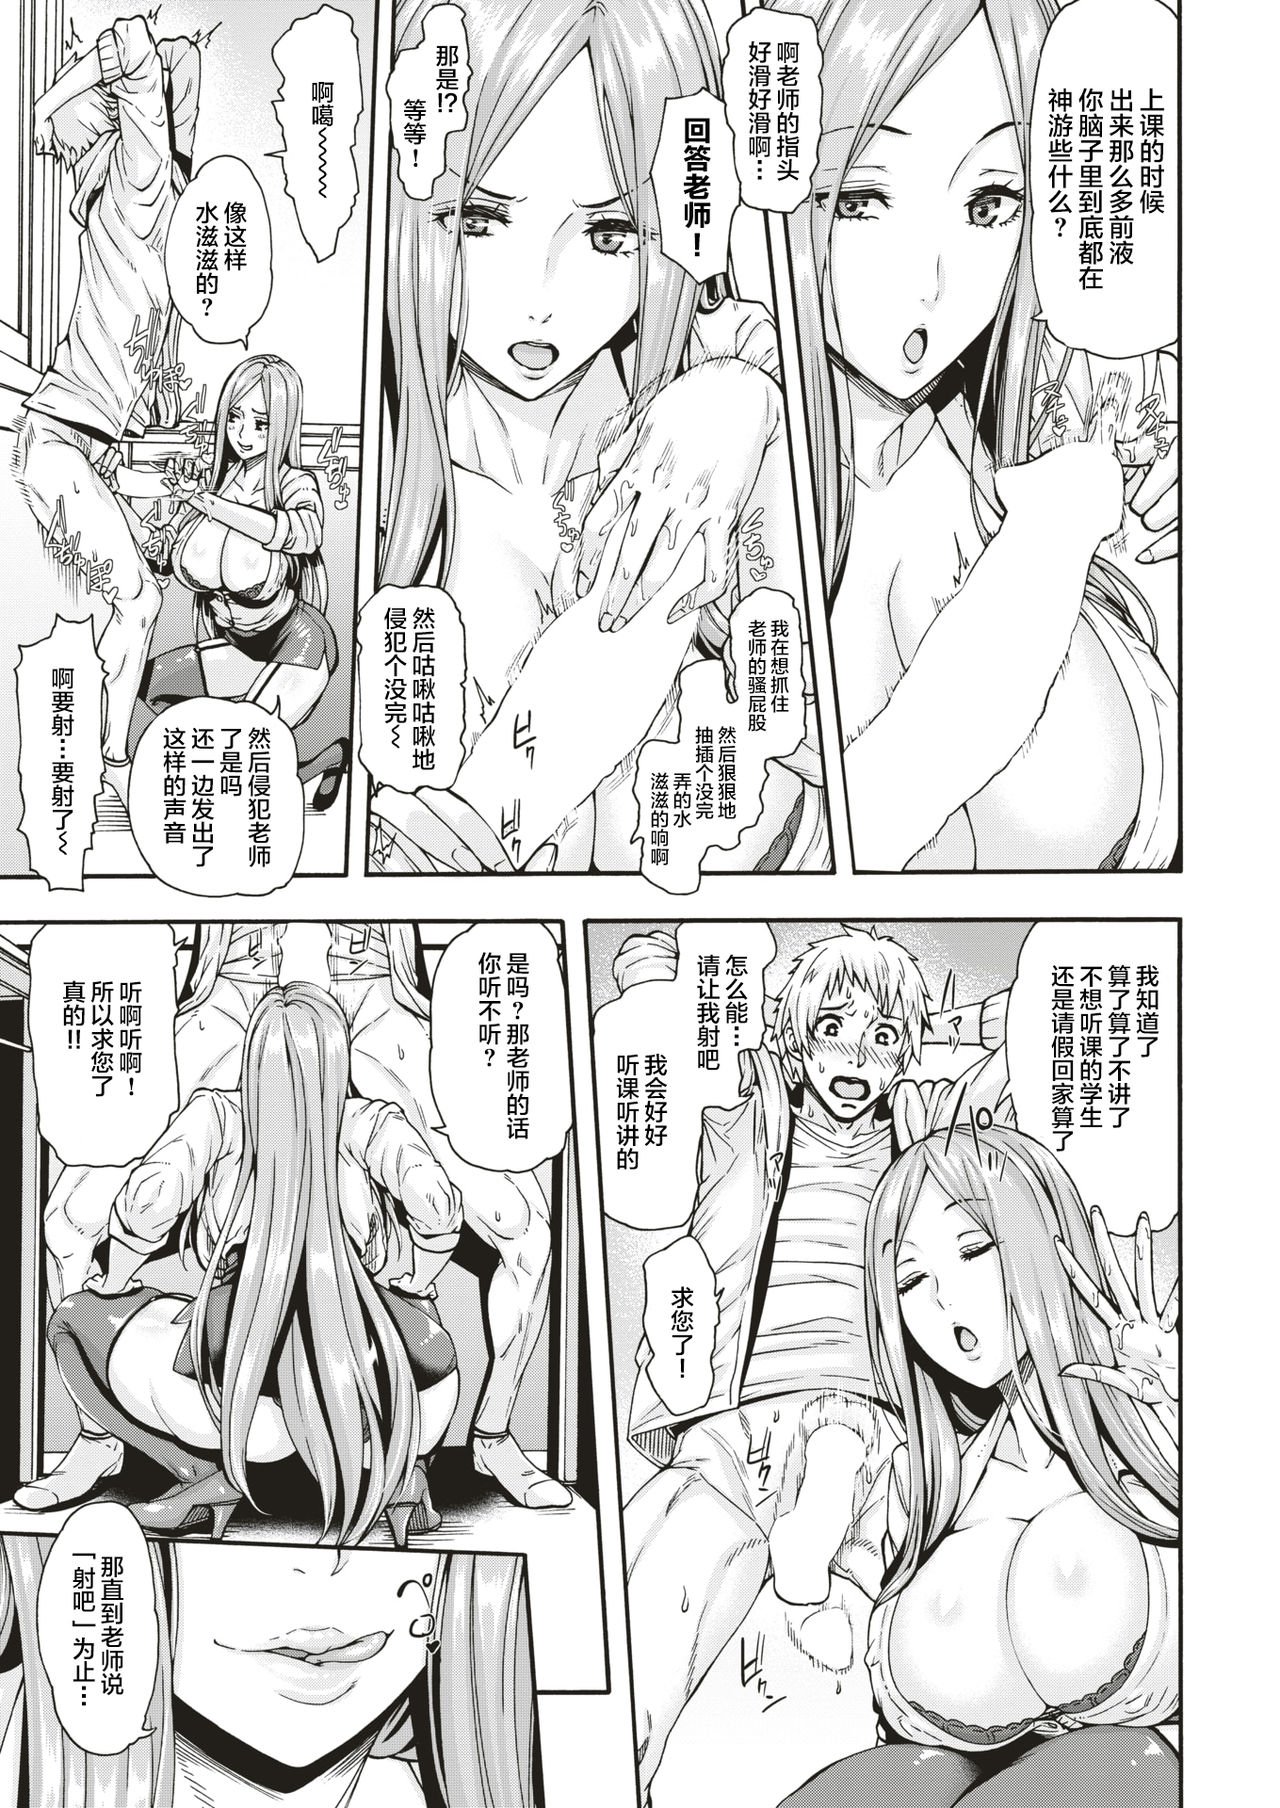 上课的时候
出来那么多前液
你脑子里到底都在
神游些什么？
啊老师的指头
好滑好滑啊…
回答老师！
那是!?
等等！
我在想抓住
老师的骚屁股
然后狠狠地
抽插个没完
弄的水
滋滋的响啊
然后咕啾咕啾地
侵犯个没完~
啊噶~~~~
像这样
水滋滋的？
然后侵犯老师
了是吗
还一边发出了
这样的声音
啊要射…要射了~
我知道了
算了算了不讲了
不想听课的学生
还是请假回家算了
怎么能…
请让我射吧
我会好好
听课听讲的
求您了！
是吗？那老师的话
你听不听？
听啊听啊！
所以求您了
真的!!
那直到老师说
「射吧」为止…